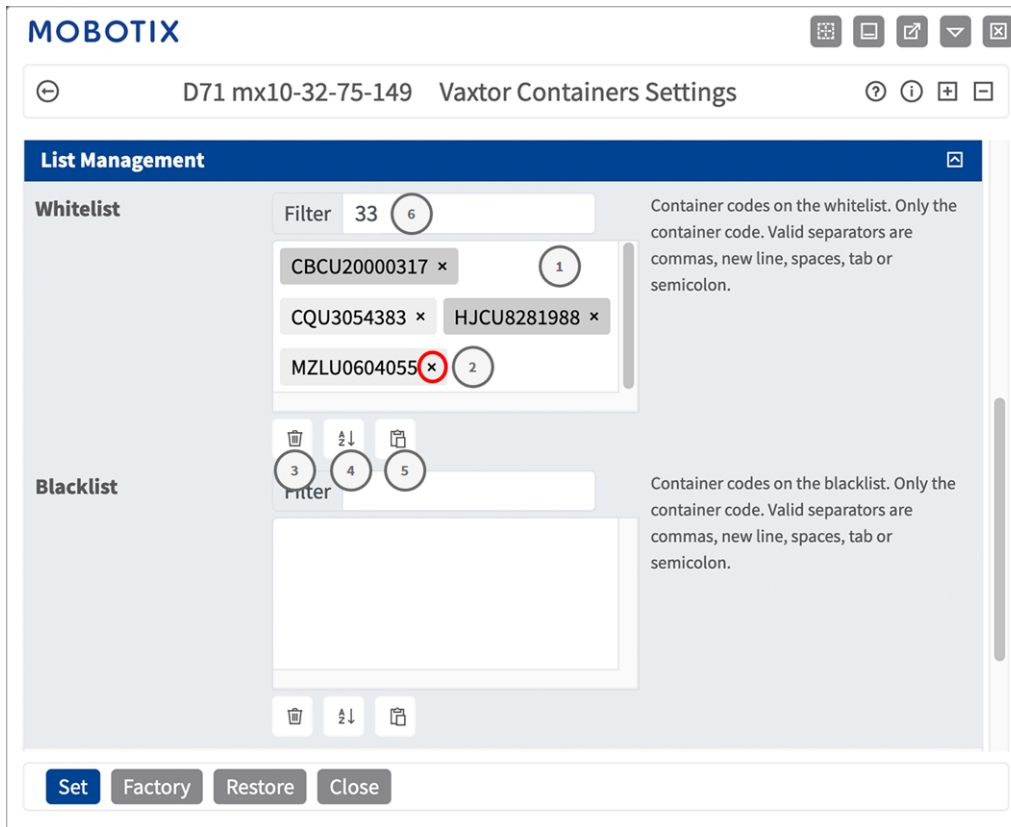 MOBOTIX
D71 mx10-32-75-149 Vaxtor Containers Settings
List Management
Whitelist
Filter 33 6
Container codes on the whitelist. Only the
container code. Valid separators are
commas, new line, spaces, tab or
semicolon.
CBCU20000317 × 1
CQU3054383 × HJCU8281988 ×
MZLU0604055 × 2
3 4 5
Blacklist
Filter
Container codes on the blacklist. Only the
container code. Valid separators are
commas, new line, spaces, tab or
semicolon.
Set Factory Restore Close